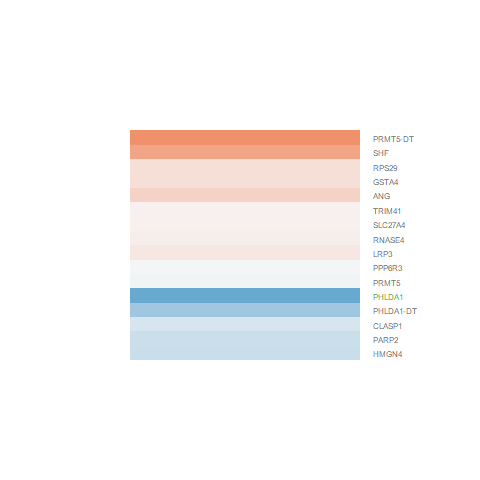 PRMT5-DT
SHF
RPS29
GSTA4
ANG
TRIM41
SLC27A4
RNASE4
LRP3
PPP6R3
PRMT5
PHLDA1
PHLDA1-DT
CLASP1
PARP2
HMGN4